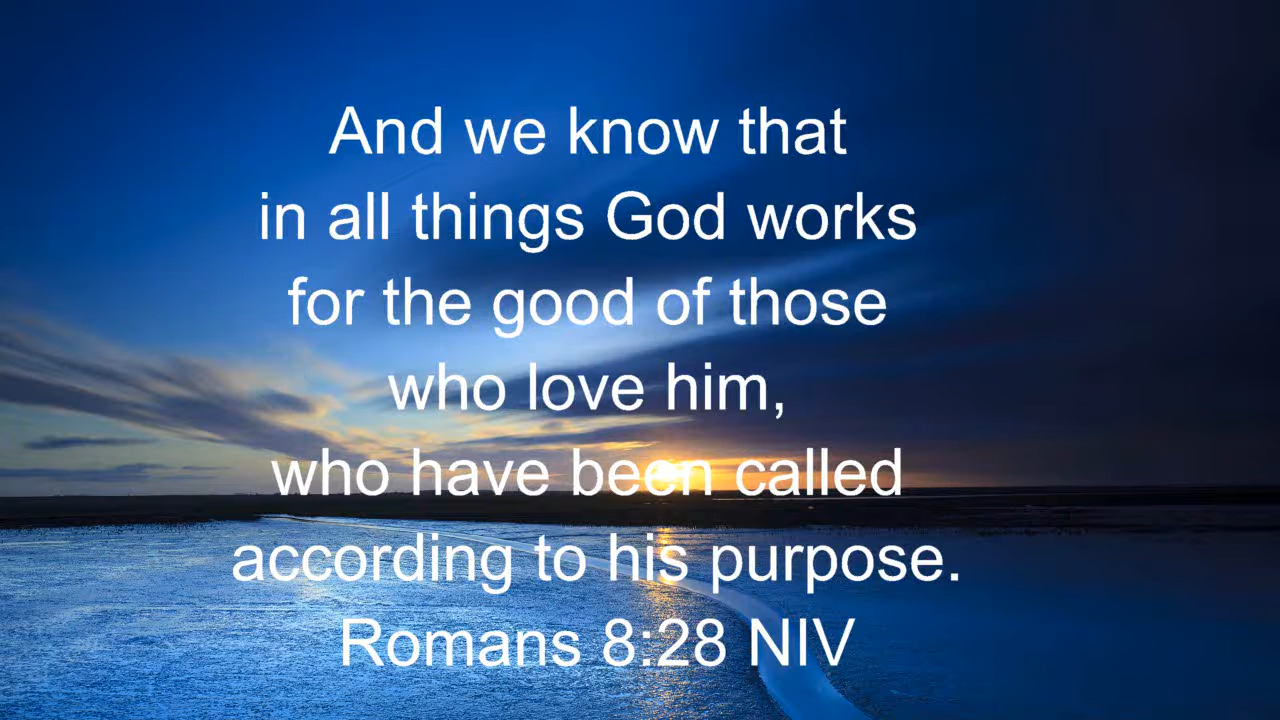 And we know that
in all things God works
for the good of those
who love him,
who have been called
according to his purpose.
Romans 8:28 NIV